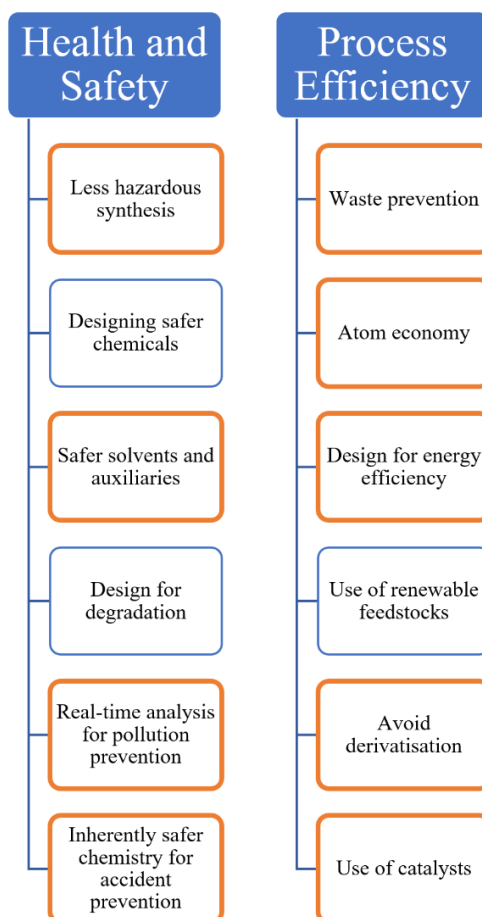 Health and
Safety
Less hazardous
synthesis
Designing safer
chemicals
Safer solvents and
auxiliaries
Design for
degradation
Real-time analysis
for pollution
prevention
Inherently safer
chemistry for
accident
prevention
Process
Efficiency
Waste prevention
Atom economy
Design for energy
efficiency
Use of renewable
feedstocks
Avoid
derivatisation
Use of catalysts